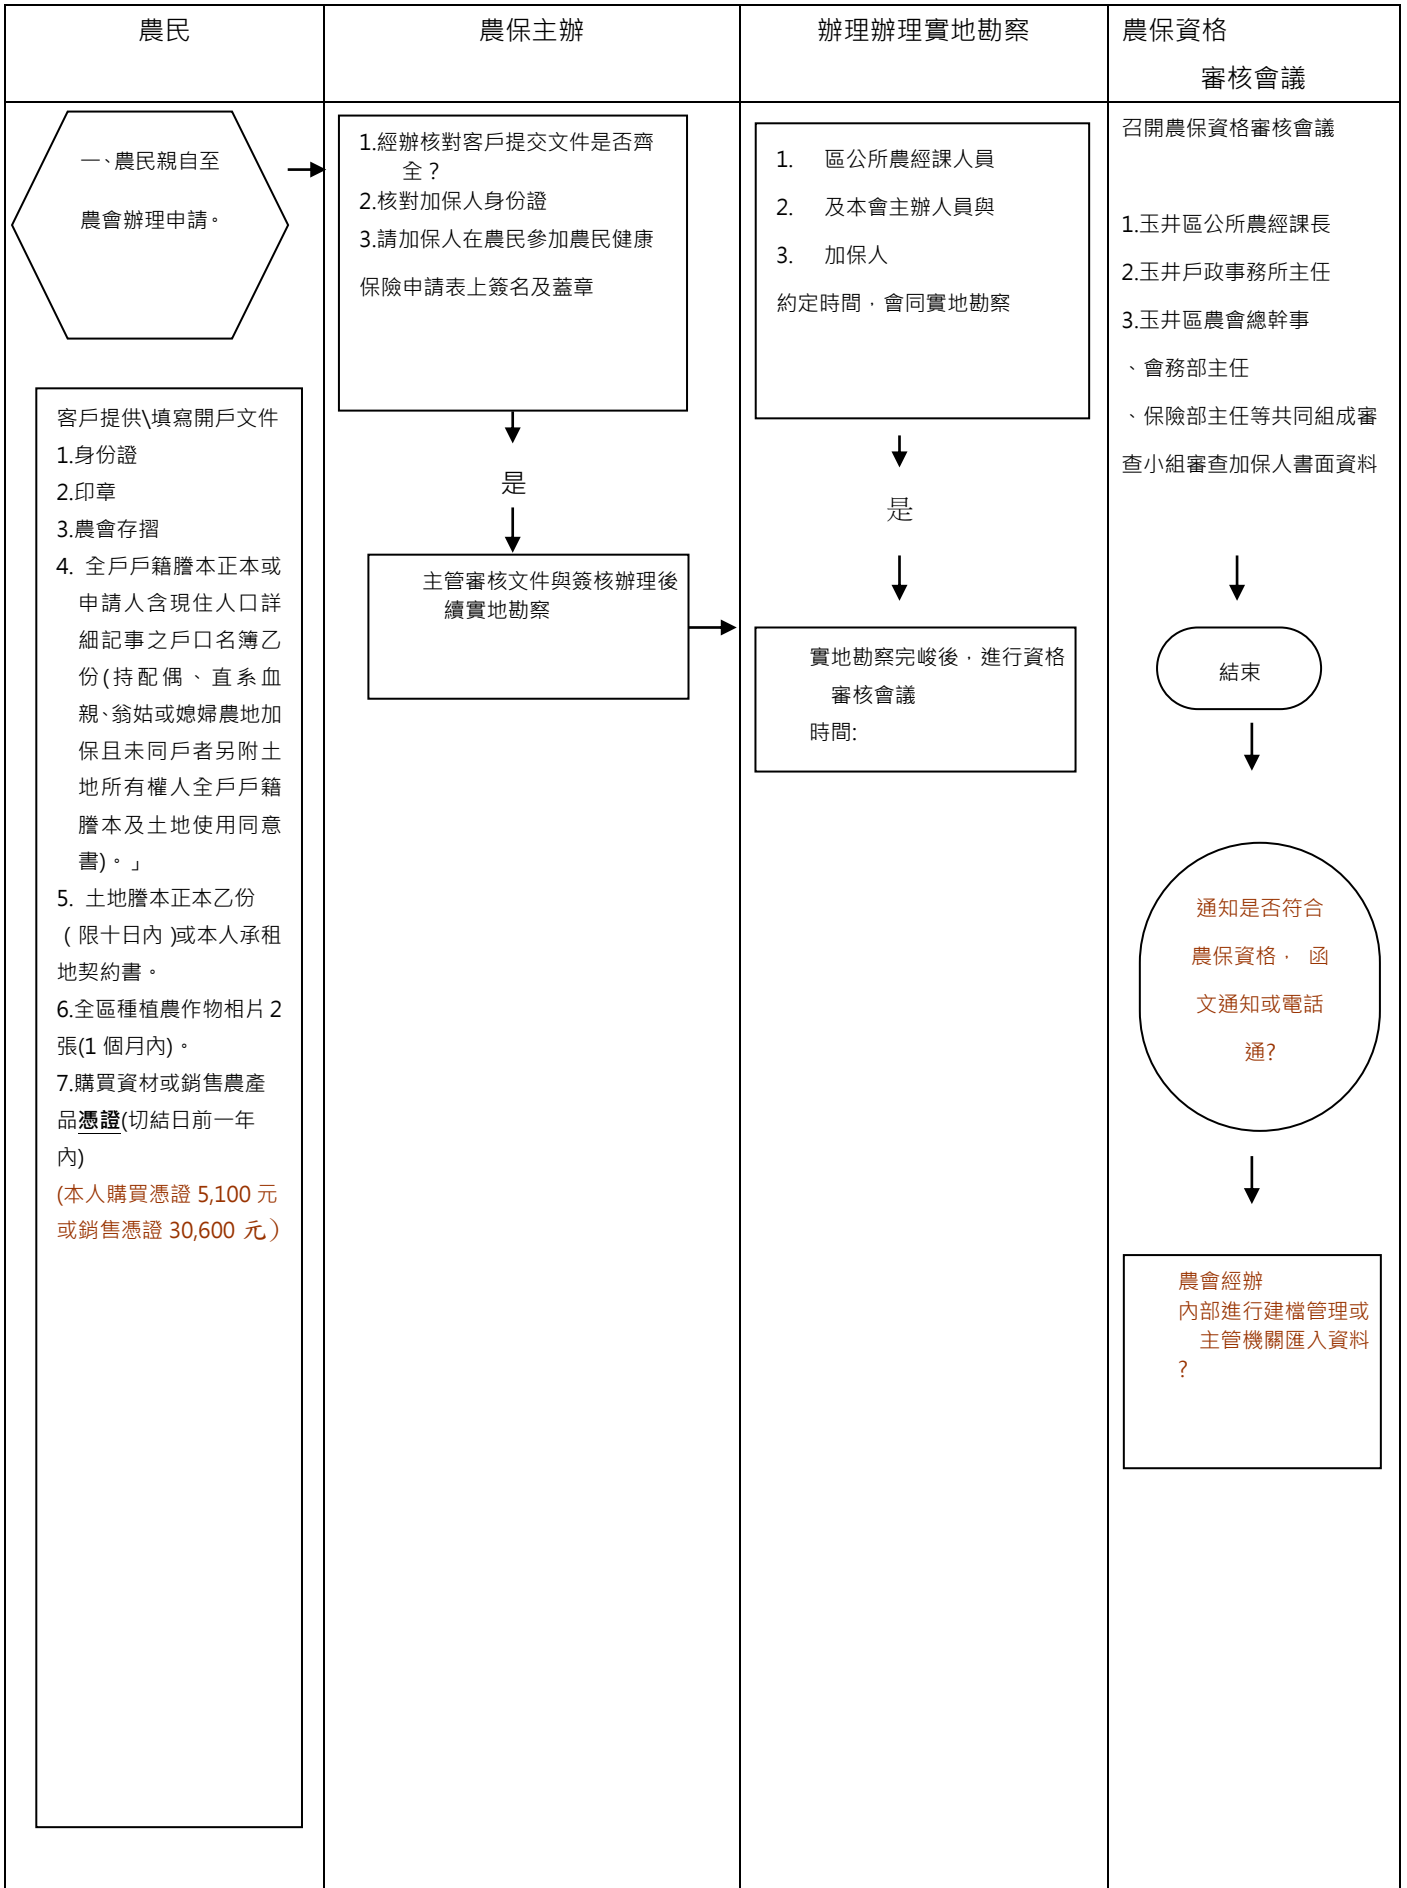 農民
農保主辦
辦理辦理實地勘察
農保資格
審核會議
一、農民親自至
農會辦理申請。
客戶提供\填寫開戶文件
1.身份證
2.印章
3.農會存摺
4. 全戶戶籍謄本正本或
申請人含現住人口詳
細記事之戶口名簿乙
份(持配偶、直系血
親、翁姑或媳婦農地加
保且未同戶者另附土
地所有權人全戶戶籍
謄本及土地使用同意
書)。」
5. 土地謄本正本乙份
( 限十日內 )或本人承租
地契約書。
6.全區種植農作物相片 2
張(1 個月內)。
7.購買資材或銷售農產
品憑證(切結日前一年
內)
(本人購買憑證 5,100 元
或銷售憑證 30,600 元）
1.經辦核對客戶提交文件是否齊
全？
2.核對加保人身份證
3.請加保人在農民參加農民健康
保險申請表上簽名及蓋章
是
主管審核文件與簽核辦理後
續實地勘察
1. 區公所農經課人員
2. 及本會主辦人員與
3. 加保人
約定時間，會同實地勘察
是
實地勘察完峻後，進行資格
審核會議
時間:
召開農保資格審核會議
1.玉井區公所農經課長
2.玉井戶政事務所主任
3.玉井區農會總幹事
、會務部主任
、保險部主任等共同組成審
查小組審查加保人書面資料
結束
通知是否符合
農保資格， 函
文通知或電話
通?
農會經辦
內部進行建檔管理或
主管機關匯入資料
?